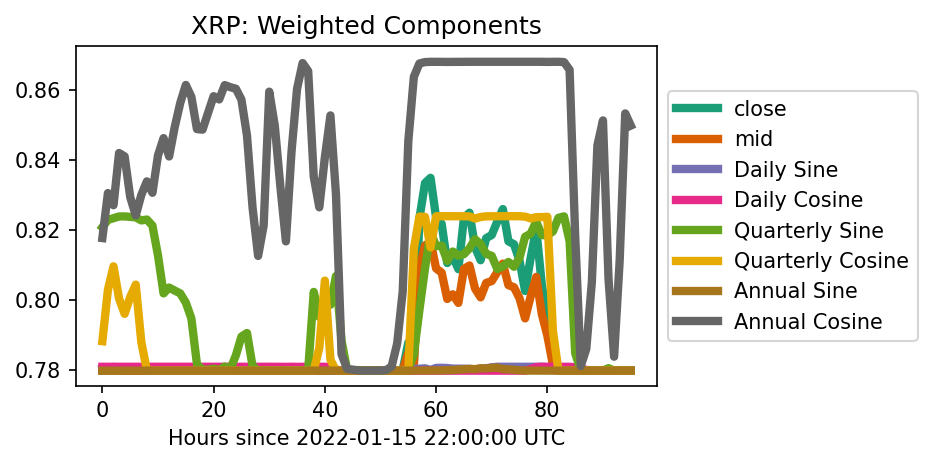 XRP: Weighted Components
0.86
0.84
0.82
0.80
0.78
0
20
40
60
80
Hours since 2022-01-15 22:00:00 UTC
close
mid
Daily Sine
Daily Cosine
Quarterly Sine
Quarterly Cosine
Annual Sine
Annual Cosine